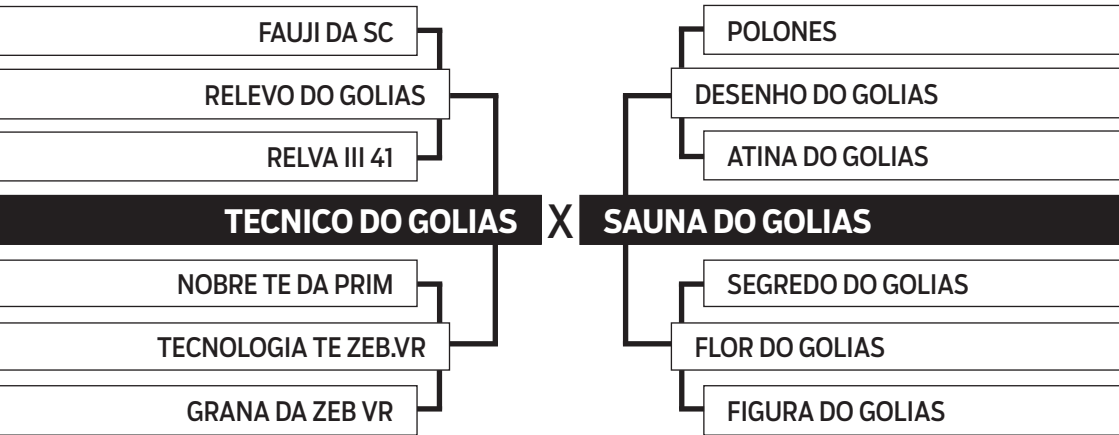 FAUJI DA SC
RELEVO DO GOLIAS
RELVA III 41
TECNICO DO GOLIAS X SAUNA DO GOLIAS
NOBRE TE DA PRIM
TECNOLOGIA TE ZEB.VR
GRANA DA ZEB VR
POLONES
DESENHO DO GOLIAS
ATINA DO GOLIAS
SEGREDO DO GOLIAS
FLOR DO GOLIAS
FIGURA DO GOLIAS